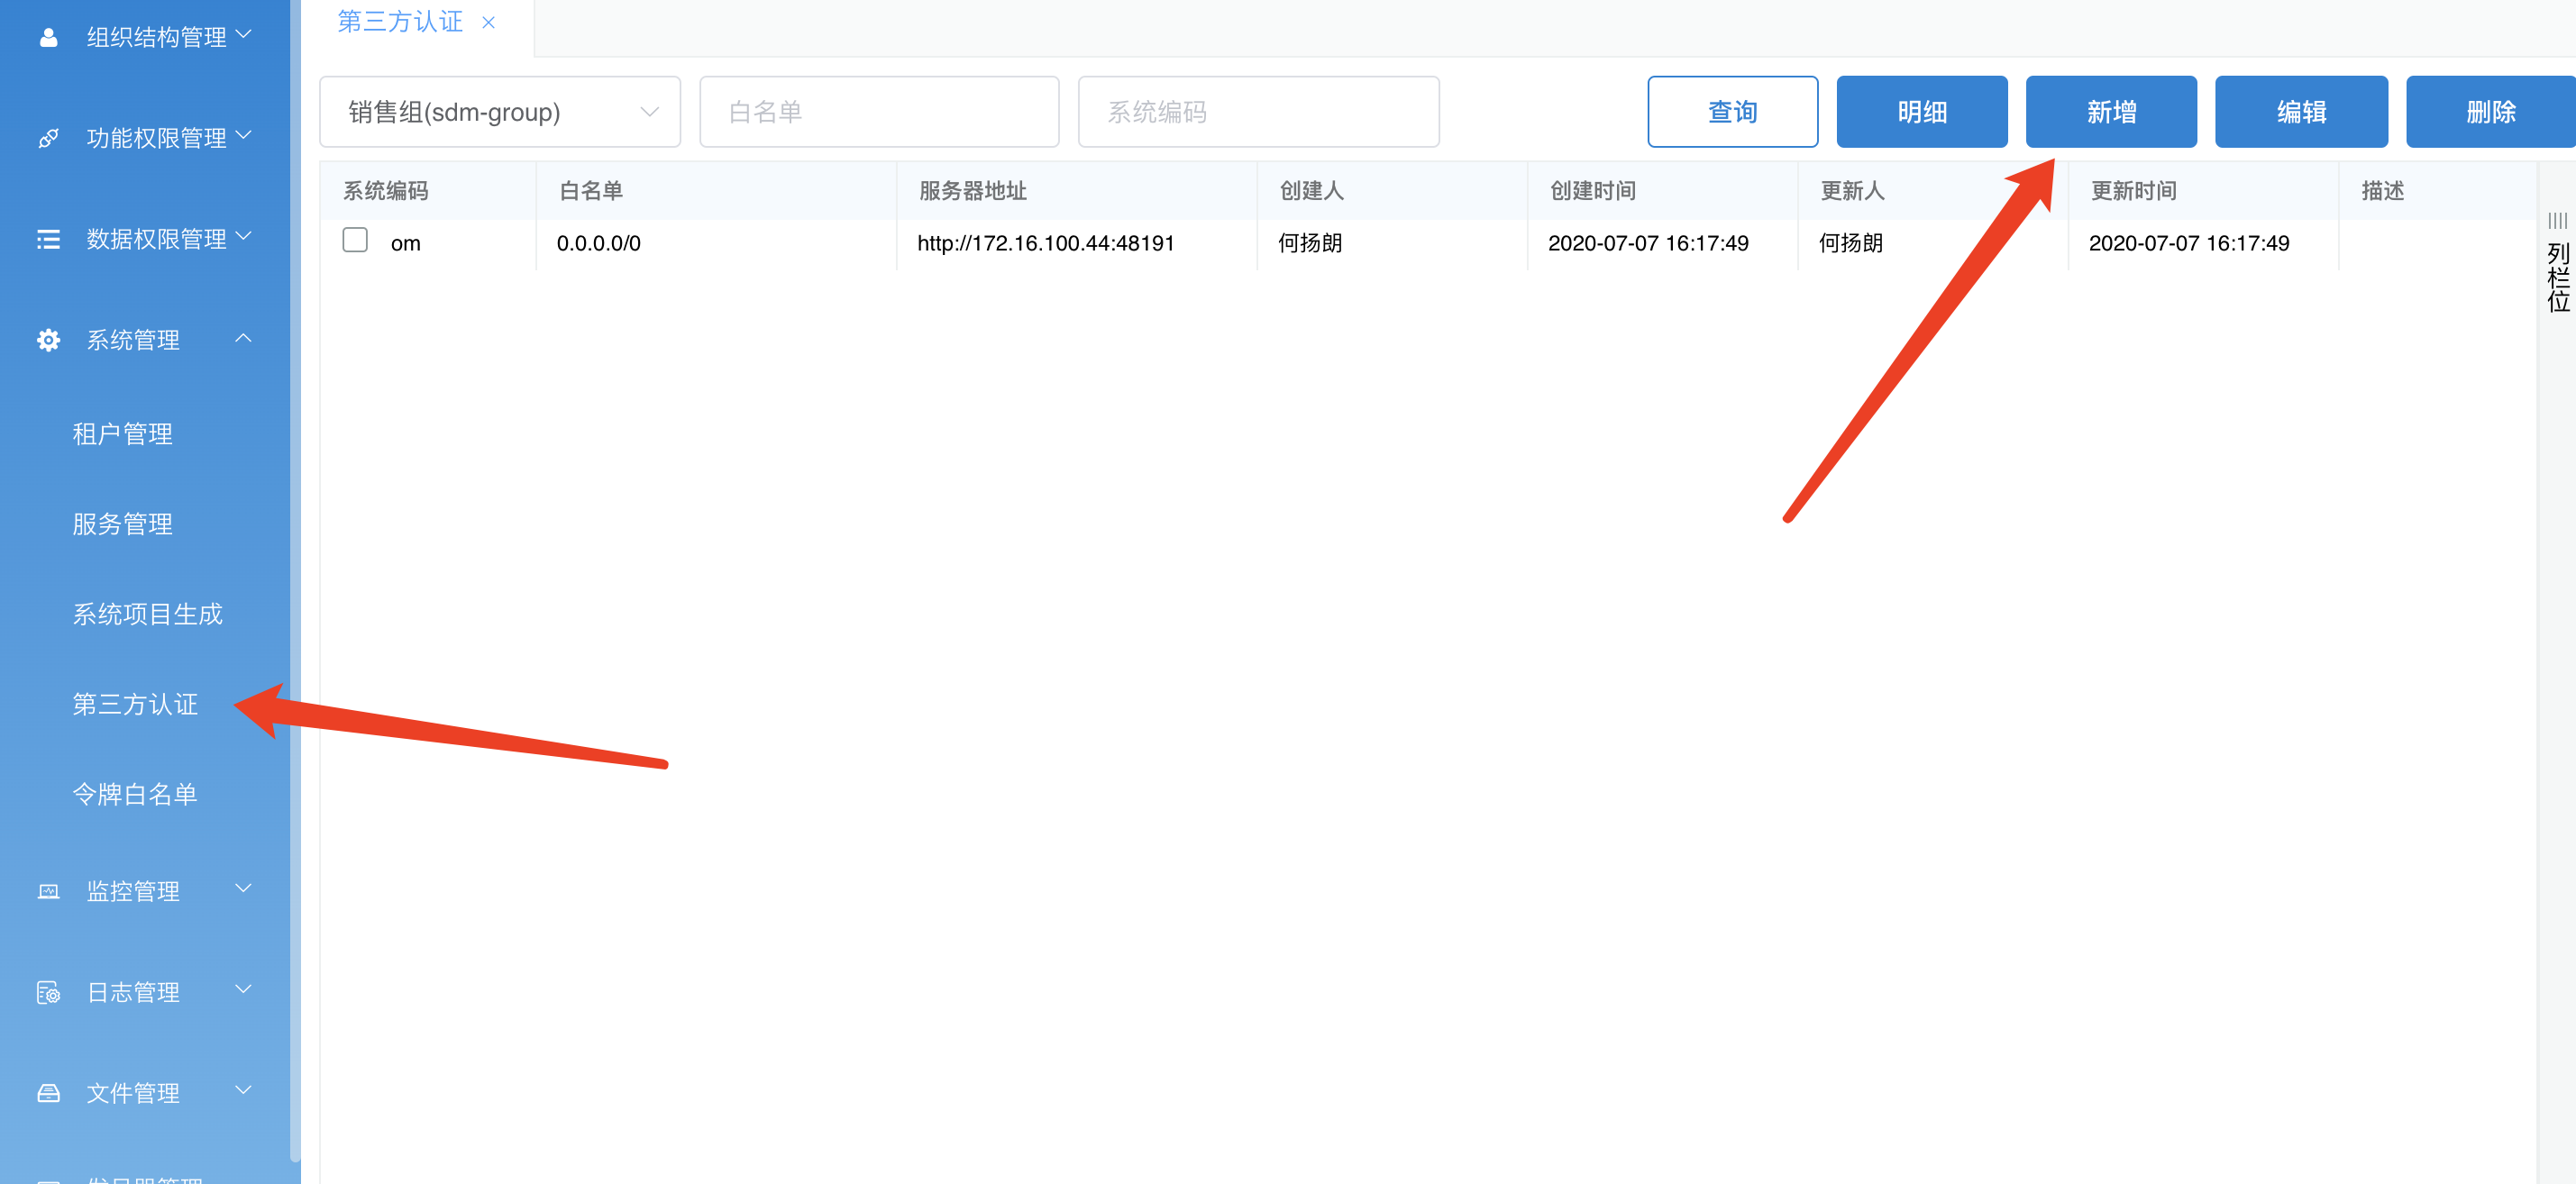 组织结构管理
功能权限管理
数据权限管理
系统管理
租户管理
服务管理
系统项目生成
第三方认证
令牌白名单
监控管理
日志管理
文件管理
第三方认证 ×
销售组(sdm-group) 白名单 系统编码 查询 明细 新增 编辑 删除
系统编码 白名单 服务器地址 创建人 创建时间 更新人 更新时间 描述
om 0.0.0.0/0 http://172.16.100.44:48191 何扬朗 2020-07-07 16:17:49 何扬朗 2020-07-07 16:17:49
列栏位